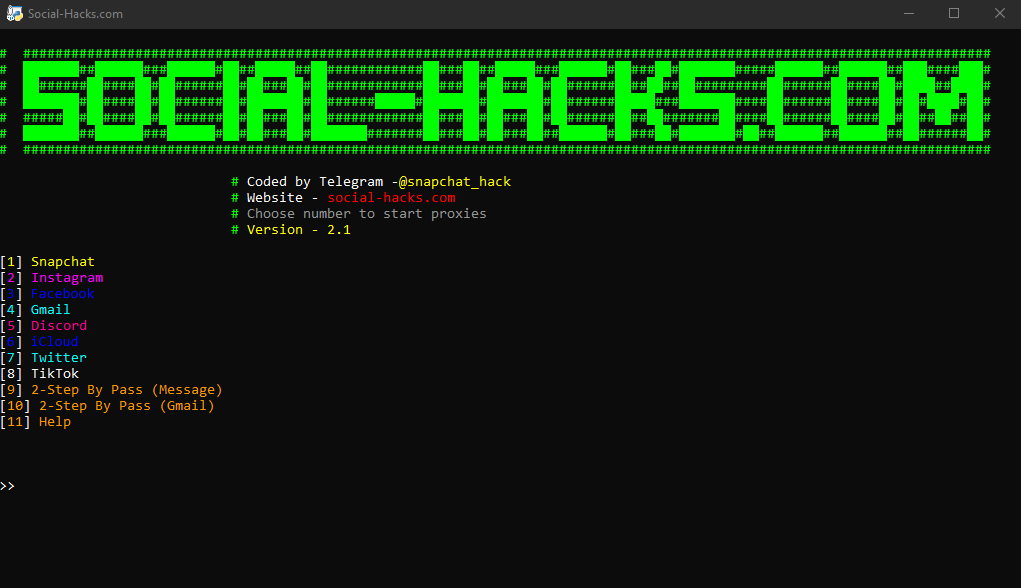 Social-Hacks.com
SOCIAL-HACKS.COM
# Coded by Telegram -@snapchat_hack
# Website - social-hacks.com
# Choose number to start proxies
# Version - 2.1
[1] Snapchat
[2] Instagram
[3] Facebook
[4] Gmail
[5] Discord
[6] iCloud
[7] Twitter
[8] TikTok
[9] 2-Step By Pass (Message)
[10] 2-Step By Pass (Gmail)
[11] Help
>>